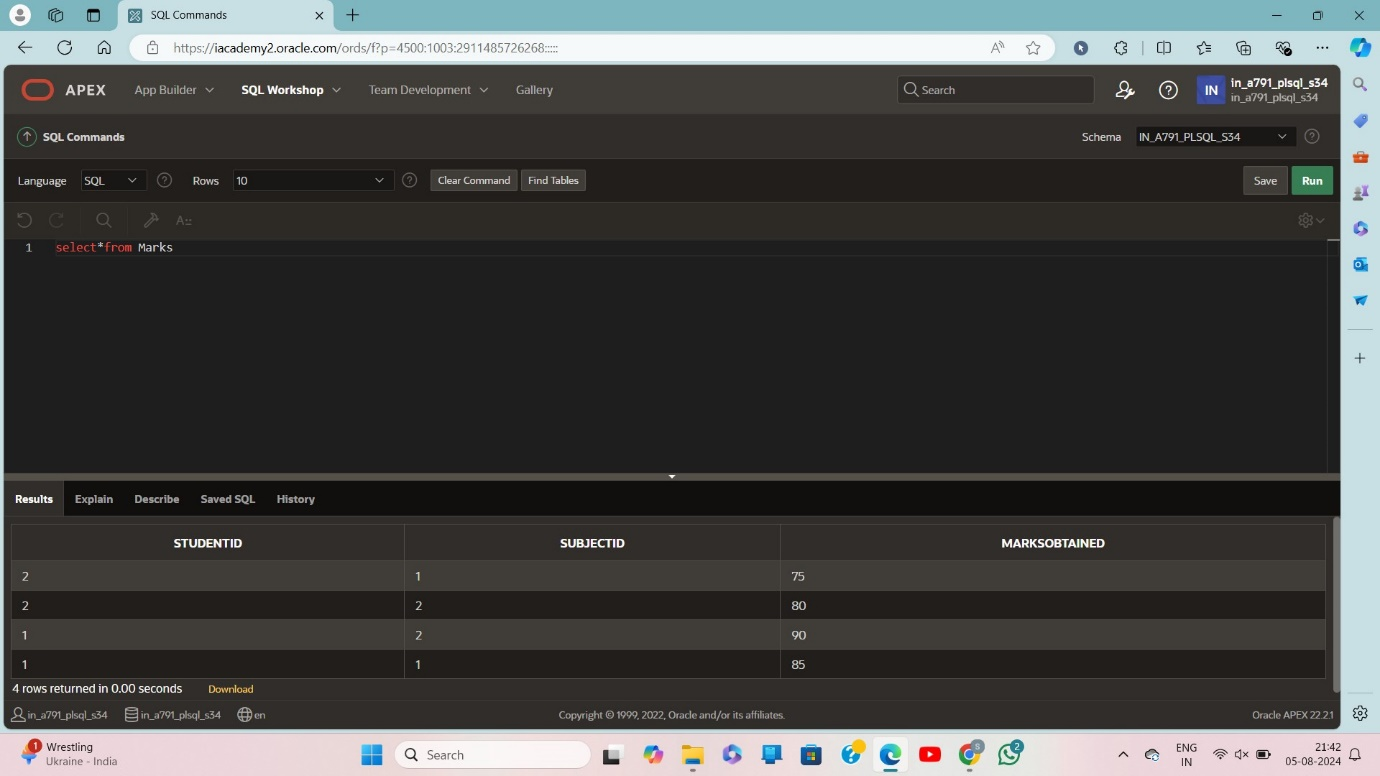 SQL Commands
https://iacademy2.oracle.com/ords/f?p=4500:1003:2911485726268:::::
APEX App Builder SQL Workshop Team Development Gallery Search IN in_a791_plsql_s34
in_a791_plsql_s34
SQL Commands Schema IN_A791_PLSQL_S34
Language SQL Rows 10 Clear Command Find Tables Save Run
1 select*from Marks
Results Explain Describe Saved SQL History
STUDENTID SUBJECTID MARKSOBTAINED
2 1 75
2 2 80
1 2 90
1 1 85
4 rows returned in 0.00 seconds Download
in_a791_plsql_s34 in_a791_plsql_s34 en Copyright © 1999, 2022, Oracle and/or its affiliates. Oracle APEX 22.2.1
1 Wrestling
Ukraine - India
Search
2
ENG
IN
21:42
05-08-2024